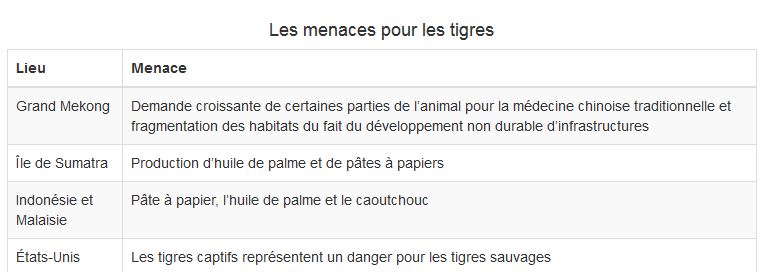 Les menaces pour les tigres
Lieu Menace
Grand Mekong Demande croissante de certaines parties de l’animal pour la médecine chinoise traditionnelle et
fragmentation des habitats du fait du développement non durable d’infrastructures
Île de Sumatra Production d’huile de palme et de pâtes à papiers
Indonésie et Pâte à papier, l’huile de palme et le caoutchouc
Malaisie
États-Unis Les tigres captifs représentent un danger pour les tigres sauvages